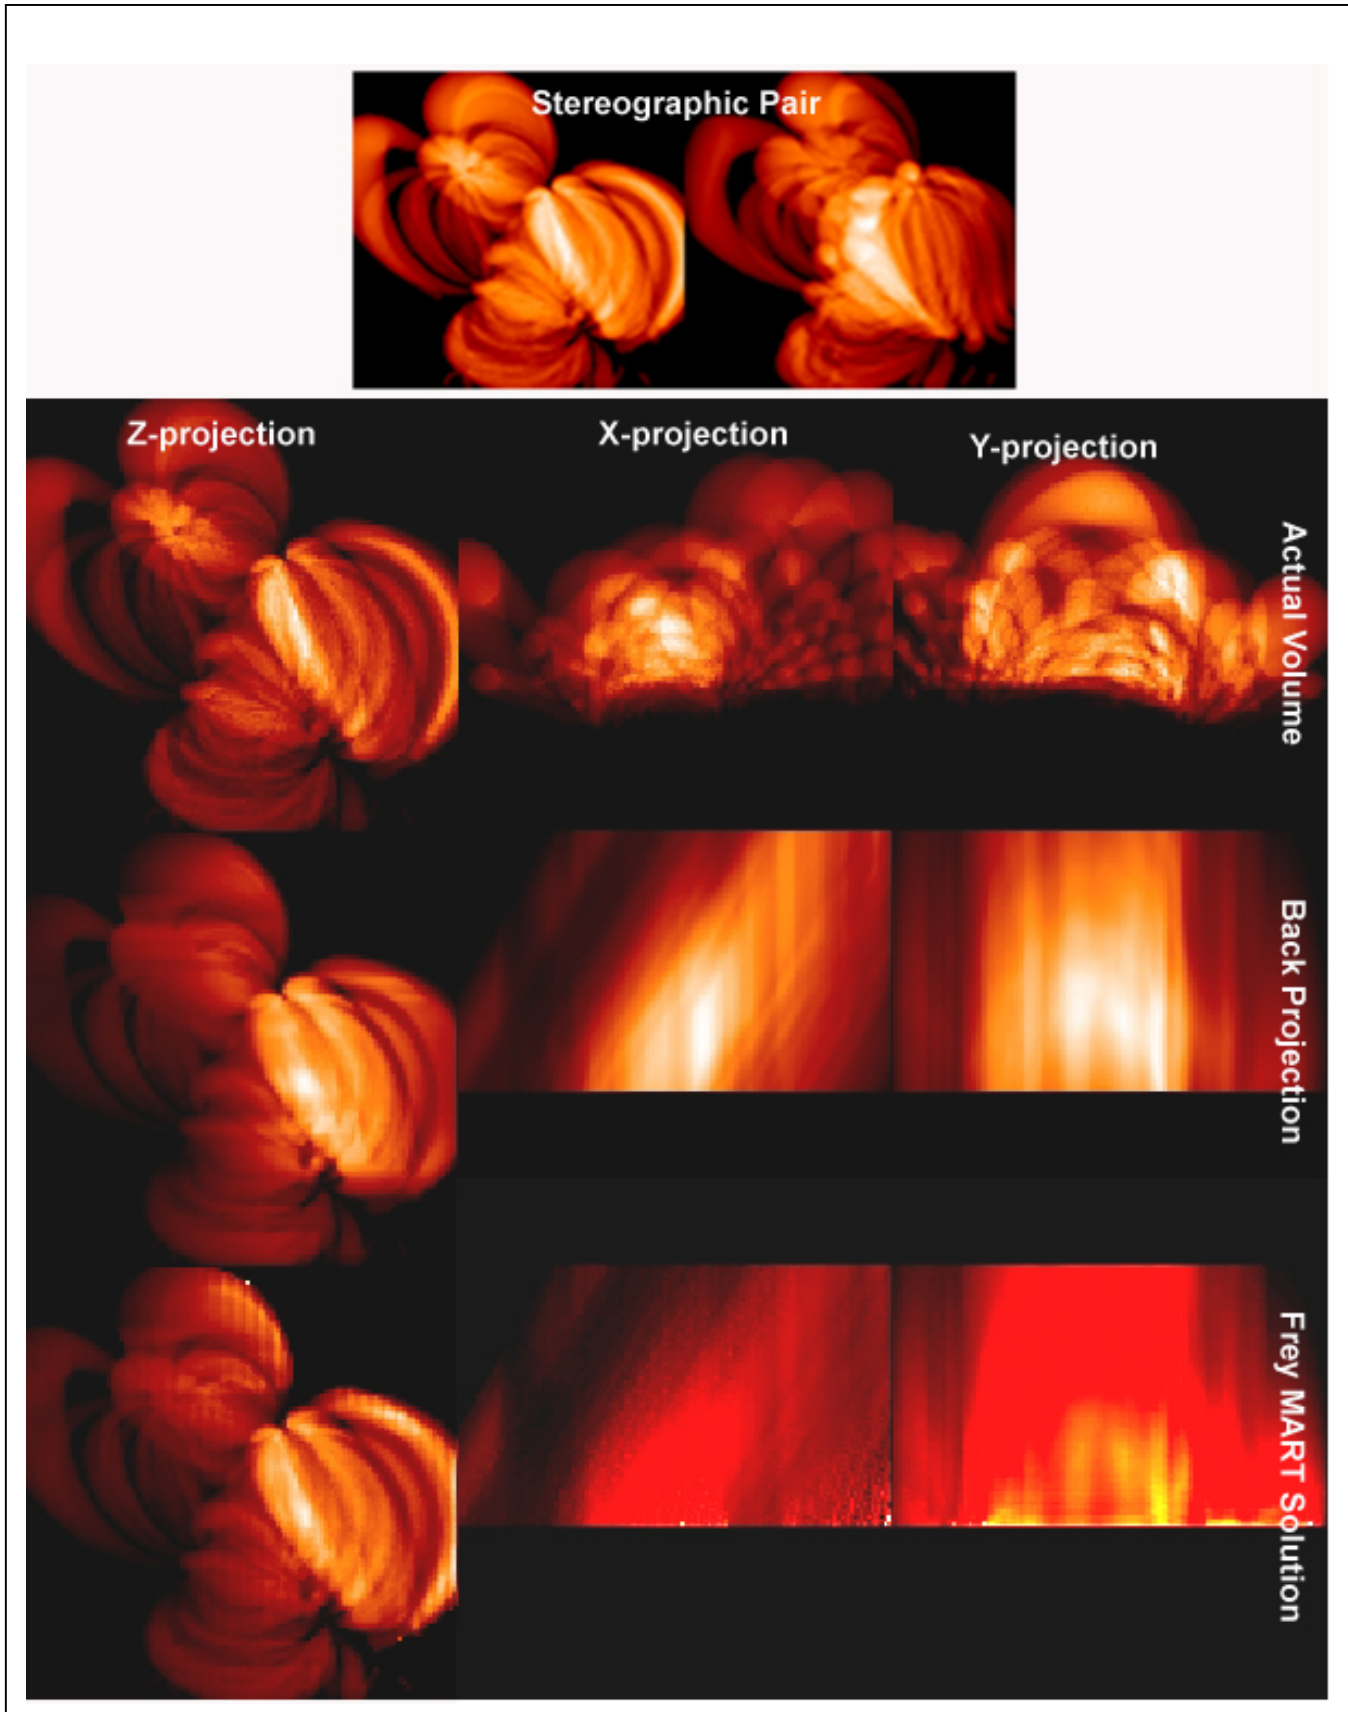 Stereographic Pair
Z-projection
X-projection
Y-projection
Actual Volume
Back Projection
Frey MART Solution